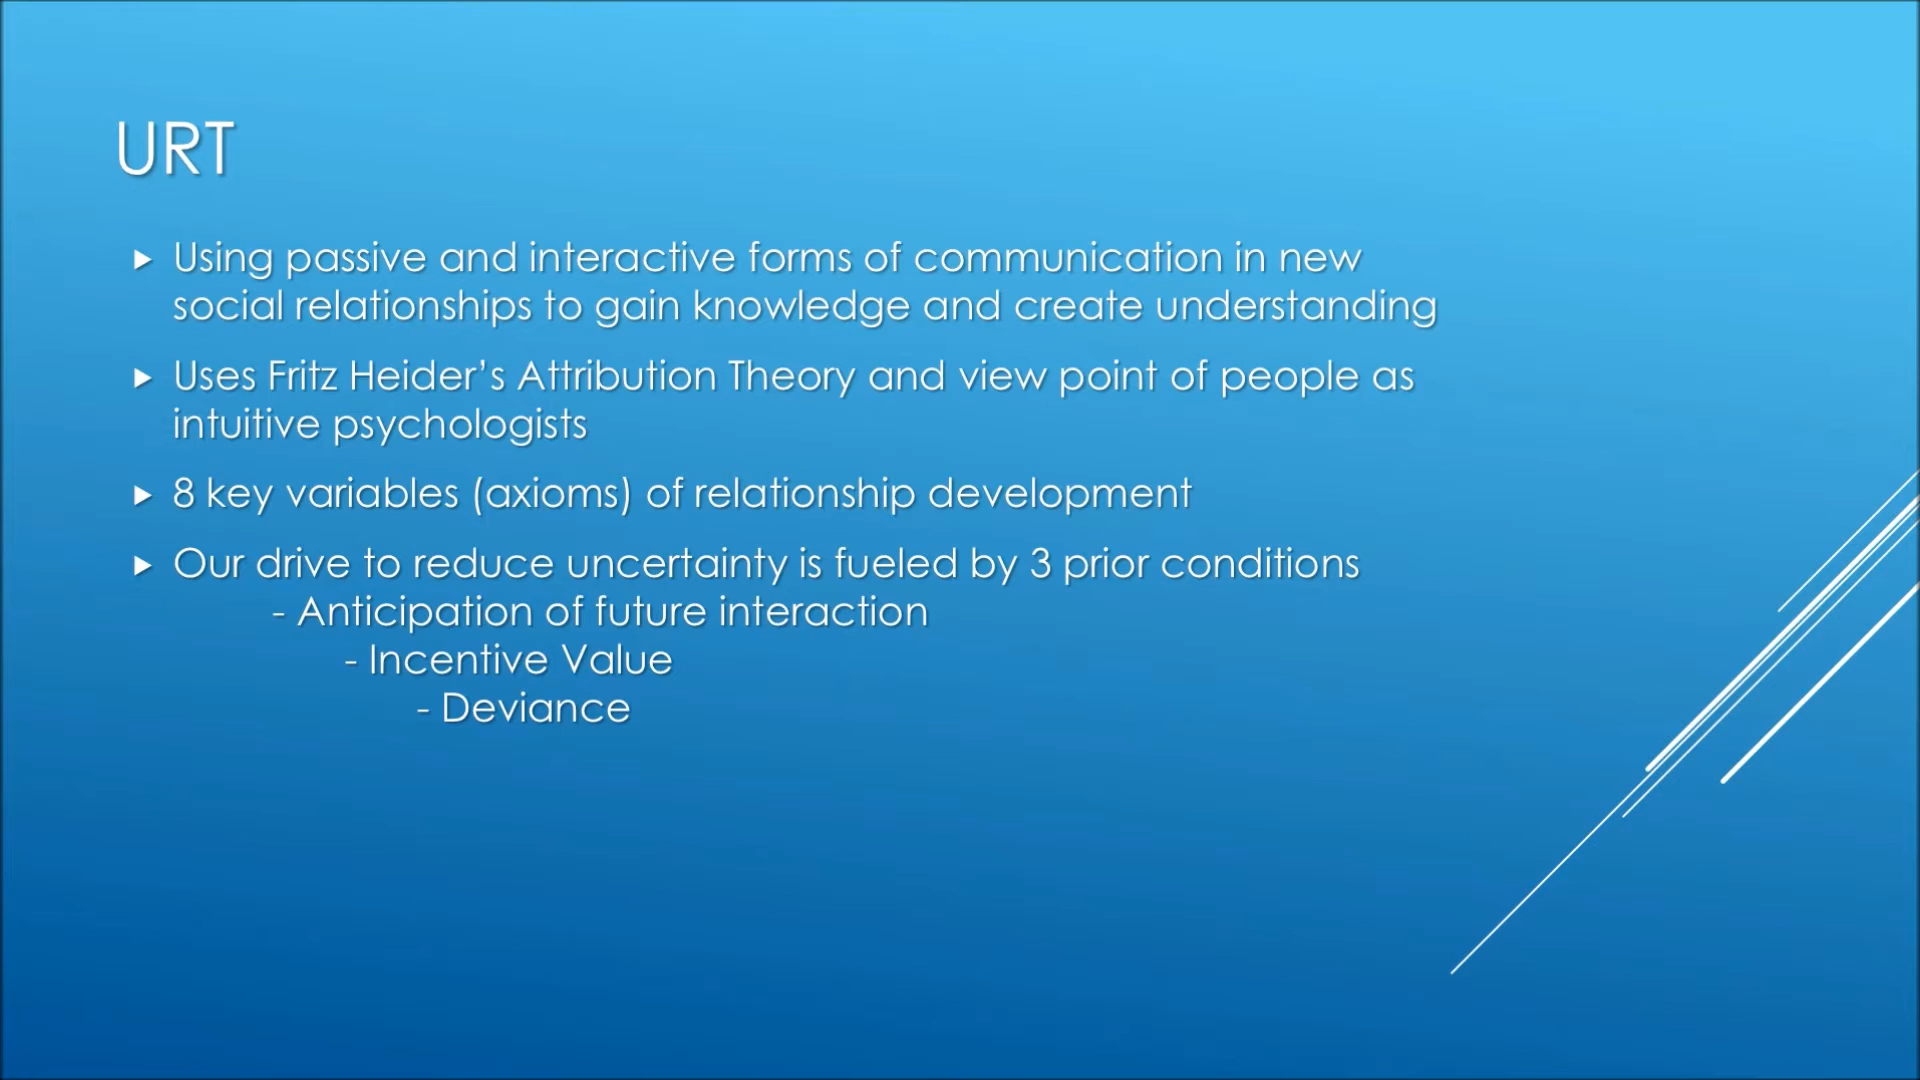 URT
Using passive and interactive forms of communication in new
social relationships to gain knowledge and create understanding
Uses Fritz Heider’s Attribution Theory and view point of people as
intuitive psychologists
8 key variables (axioms) of relationship development
Our drive to reduce uncertainty is fueled by 3 prior conditions
- Anticipation of future interaction
- Incentive Value
- Deviance